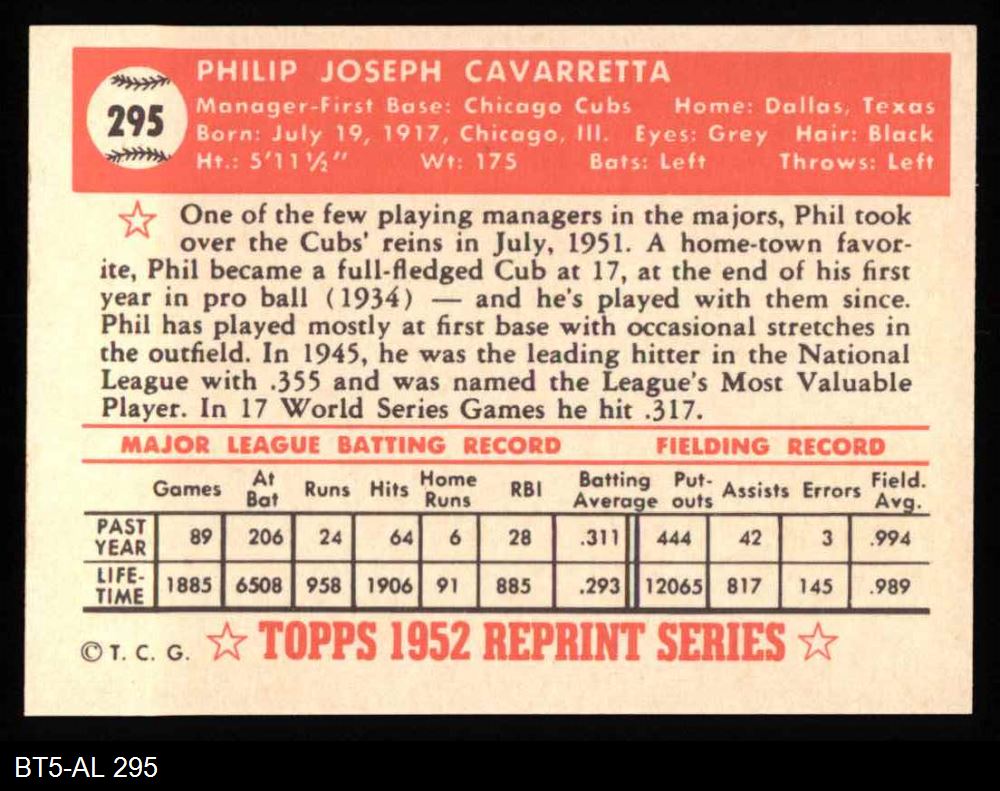 295
PHILIP JOSEPH CAVARRETTA
Manager-First Base: Chicago Cubs Home: Dallas, Texas
Born: July 19, 1917, Chicago, Ill. Eyes: Grey Hair: Black
Ht.: 5'11½" Wt: 175 Bats: Left Throws: Left
One of the few playing managers in the majors, Phil took
over the Cubs' reins in July, 1951. A home-town favor-
ite, Phil became a full-fledged Cub at 17, at the end of his first
year in pro ball (1934) — and he's played with them since.
Phil has played mostly at first base with occasional stretches in
the outfield. In 1945, he was the leading hitter in the National
League with .355 and was named the League's Most Valuable
Player. In 17 World Series Games he hit .317.
MAJOR LEAGUE BATTING RECORD FIELDING RECORD
Games At Bat Runs Hits Home Runs RBI Batting Average Put-outs Assists Errors Field. Avg.
PAST YEAR 89 206 24 64 6 28 .311 444 42 3 .994
LIFE-TIME 1885 6508 958 1906 91 885 .293 12065 817 145 .989
© T. C. G. TOPPS 1952 REPRINT SERIES
BT5-AL 295